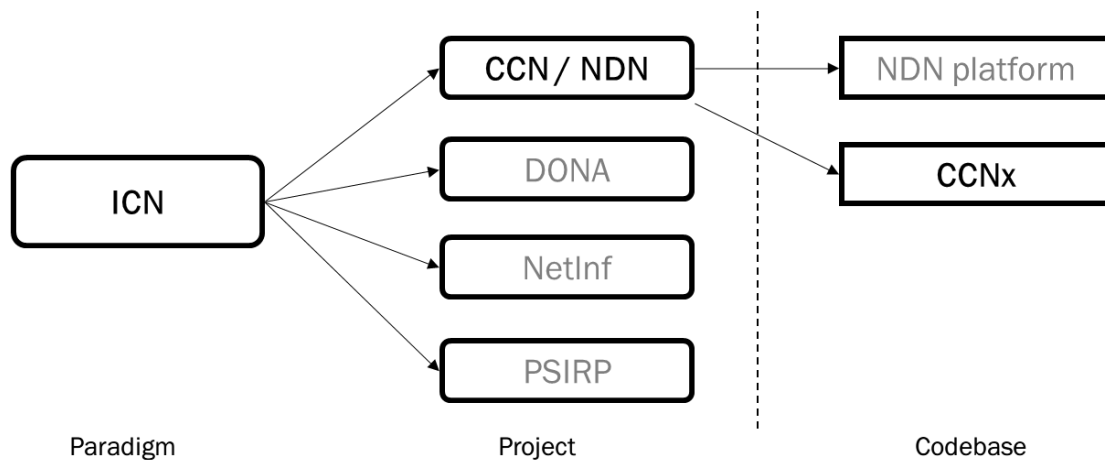 CCN / NDN
NDN platform
DONA
CCNx
ICN
NetInf
PSIRP
Paradigm
Project
Codebase